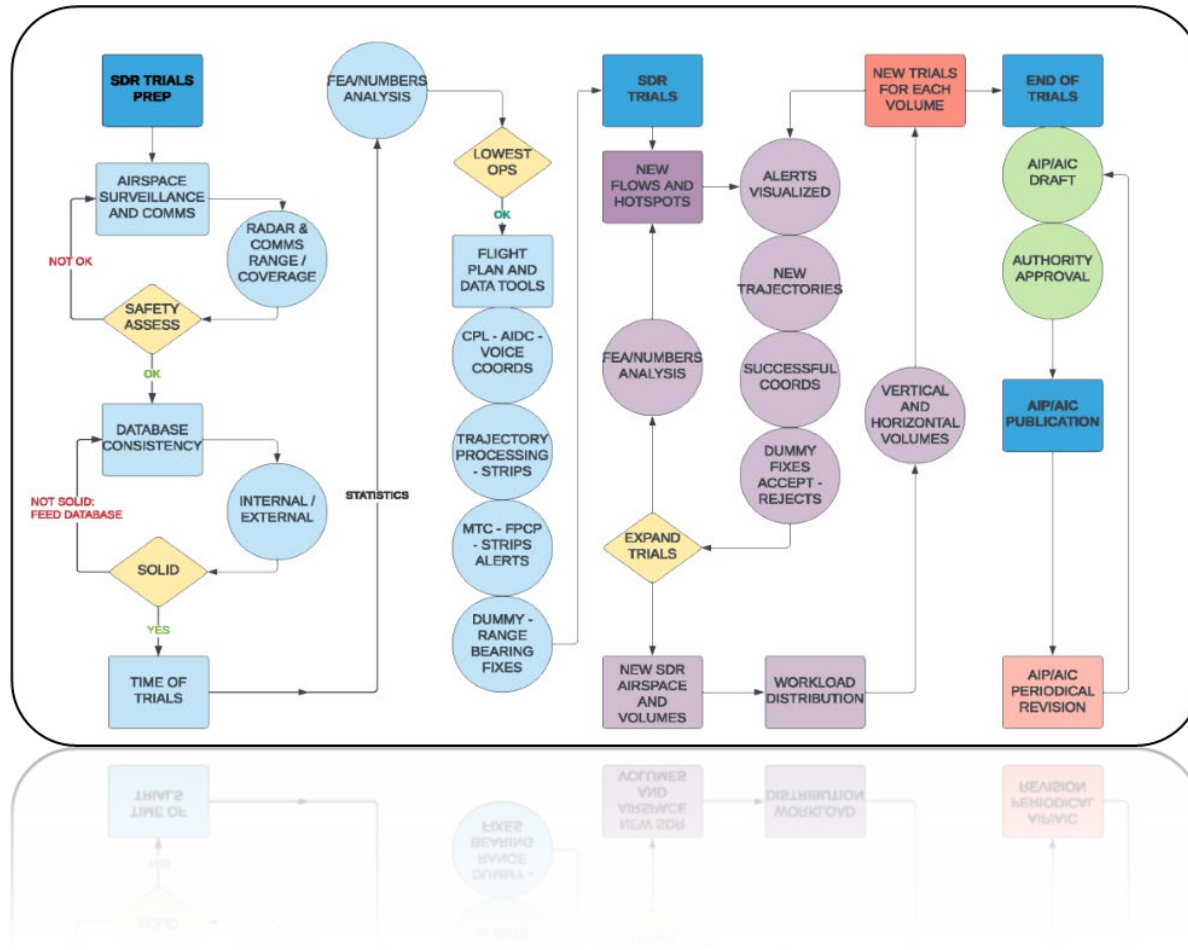 SDR TRIALS
PREP
AIRSPACE
SURVEILLANCE
AND COMMS
RADAR &
COMMS
RANGE /
COVERAGE
NOT OK
SAFETY
ASSESS
OK
DATABASE
CONSISTENCY
NOT SOLID:
FEED DATABASE
INTERNAL /
EXTERNAL
SOLID
YES
TIME OF
TRIALS
STATISTICS
FEA/NUMBERS
ANALYSIS
LOWEST
OPS
OK
FLIGHT
PLAN AND
DATA TOOLS
CPL - AIDC -
VOICE
COORDS
TRAJECTORY
PROCESSING
- STRIPS
MTC - FPCP
- STRIPS
ALERTS
DUMMY -
RANGE
BEARING
FIXES
SDR
TRIALS
NEW
FLOWS AND
HOTSPOTS
ALERTS
VISUALIZED
NEW
TRAJECTORIES
SUCCESSFUL
COORDS
DUMMY
FIXES
ACCEPT -
REJECTS
FEA/NUMBERS
ANALYSIS
EXPAND
TRIALS
NEW SDR
AIRSPACE
AND
VOLUMES
WORKLOAD
DISTRIBUTION
VERTICAL
AND
HORIZONTAL
VOLUMES
NEW TRIALS
FOR EACH
VOLUME
END OF
TRIALS
AIP/AIC
DRAFT
AUTHORITY
APPROVAL
AIP/AIC
PUBLICATION
AIP/AIC
PERIODICAL
REVISION